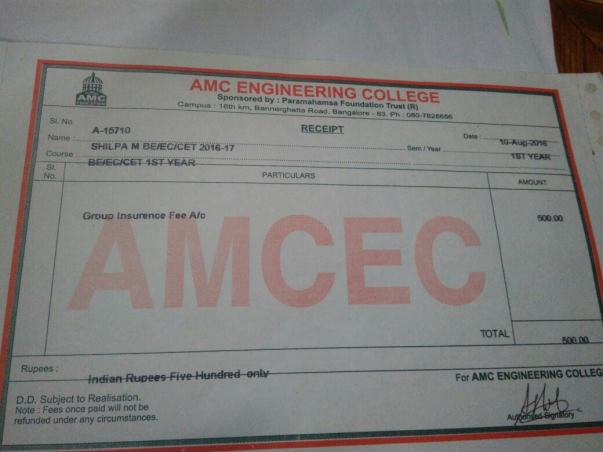 AMC
AMC ENGINEERING COLLEGE
Sponsored by : Paramahamsa Foundation Trust (R)
Campus : 18th km, Bannerghatta Road, Bangalore - 83, Ph : 080-7828656
Sl. No. A-15710 RECEIPT Date : 10-Aug-2016
Name : SHILPA M BE/EC/CET 2016-17 Sem / Year 1ST YEAR
Course : BE/EC/CET 1ST YEAR
Sl. No. PARTICULARS AMOUNT
Group Insurence Fee A/c 500.00
AMCEC
TOTAL 500.00
Rupees : Indian Rupees Five Hundred only
For AMC ENGINEERING COLLEG
D.D. Subject to Realisation.
Note : Fees once paid will not be
refunded under any circumstances.
Authorised Signatory